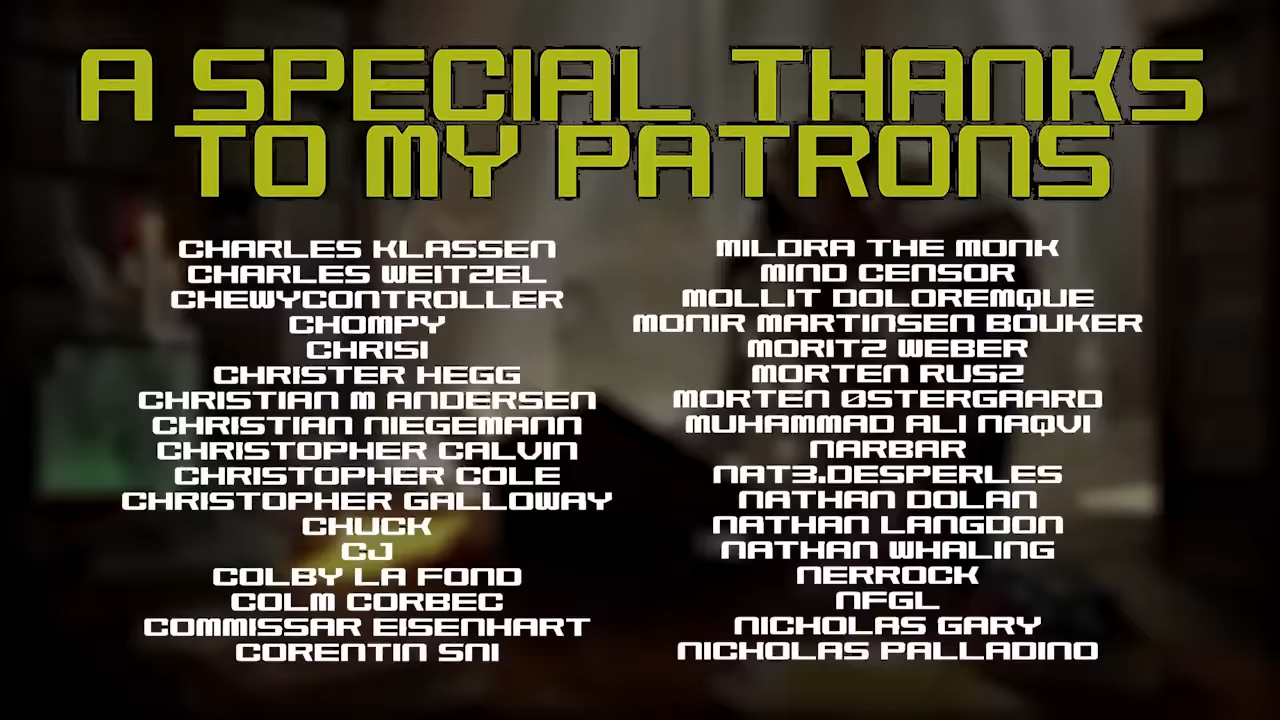 A SPECIAL THANKS
TO MY PATRONS
CHARLES KLASSEN
CHARLES WEITZEL
CHEWYCONTROLLER
CHOMPY
CHRISI
CHRISTER HEGG
CHRISTIAN M ANDERSEN
CHRISTIAN NIEGEMANN
CHRISTOPHER CALVIN
CHRISTOPHER COLE
CHRISTOPHER GALLOWAY
CHUCK
CJ
COLBY LA FOND
COLM CORBEC
COMMISSAR EISENHART
CORENTIN SNI
MILDRA THE MONK
MIND CENSOR
MOLLIT DOLOREMQUE
MONIR MARTINSEN BOUKER
MORITZ WEBER
MORTEN RUSZ
MORTEN ØSTERGAARD
MUHAMMAD ALI NAQVI
NARBAR
NAT3.DESPERLES
NATHAN DOLAN
NATHAN LANGDON
NATHAN WHALING
NERROCK
NFGL
NICHOLAS GARY
NICHOLAS PALLADINO